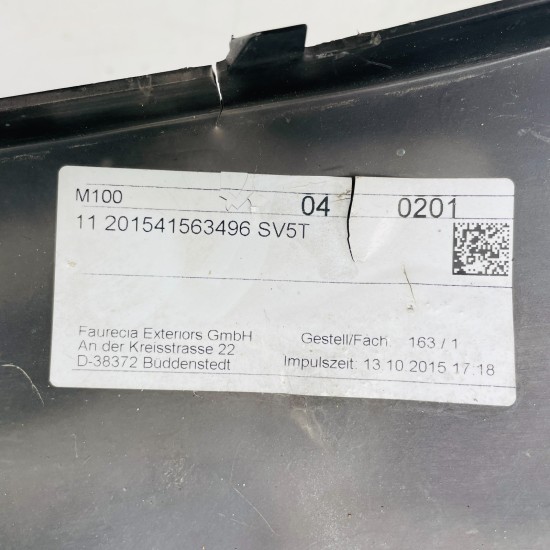 M100 04 0201
11 201541563496 SV5T
Faurecia Exteriors GmbH
An der Kreisstrasse 22
D-38372 Büddenstedt
Gestell/Fach: 163 / 1
Impulszeit: 13.10.2015 17:18